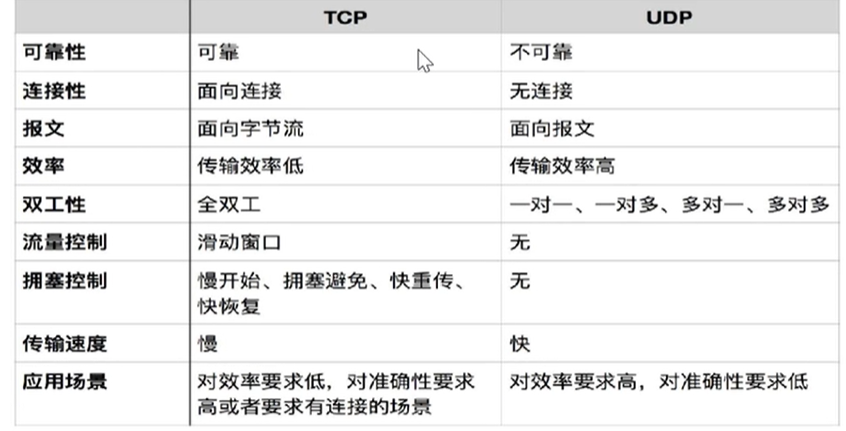 TCP UDP
可靠性 可靠 不可靠
连接性 面向连接 无连接
报文 面向字节流 面向报文
效率 传输效率低 传输效率高
双工性 全双工 一对一、一对多、多对一、多对多
流量控制 滑动窗口 无
拥塞控制 慢开始、拥塞避免、快重传、 无
快恢复
传输速度 慢 快
应用场景 对效率要求低，对准确性要求 对效率要求高，对准确性要求低
高或者要求有连接的场景